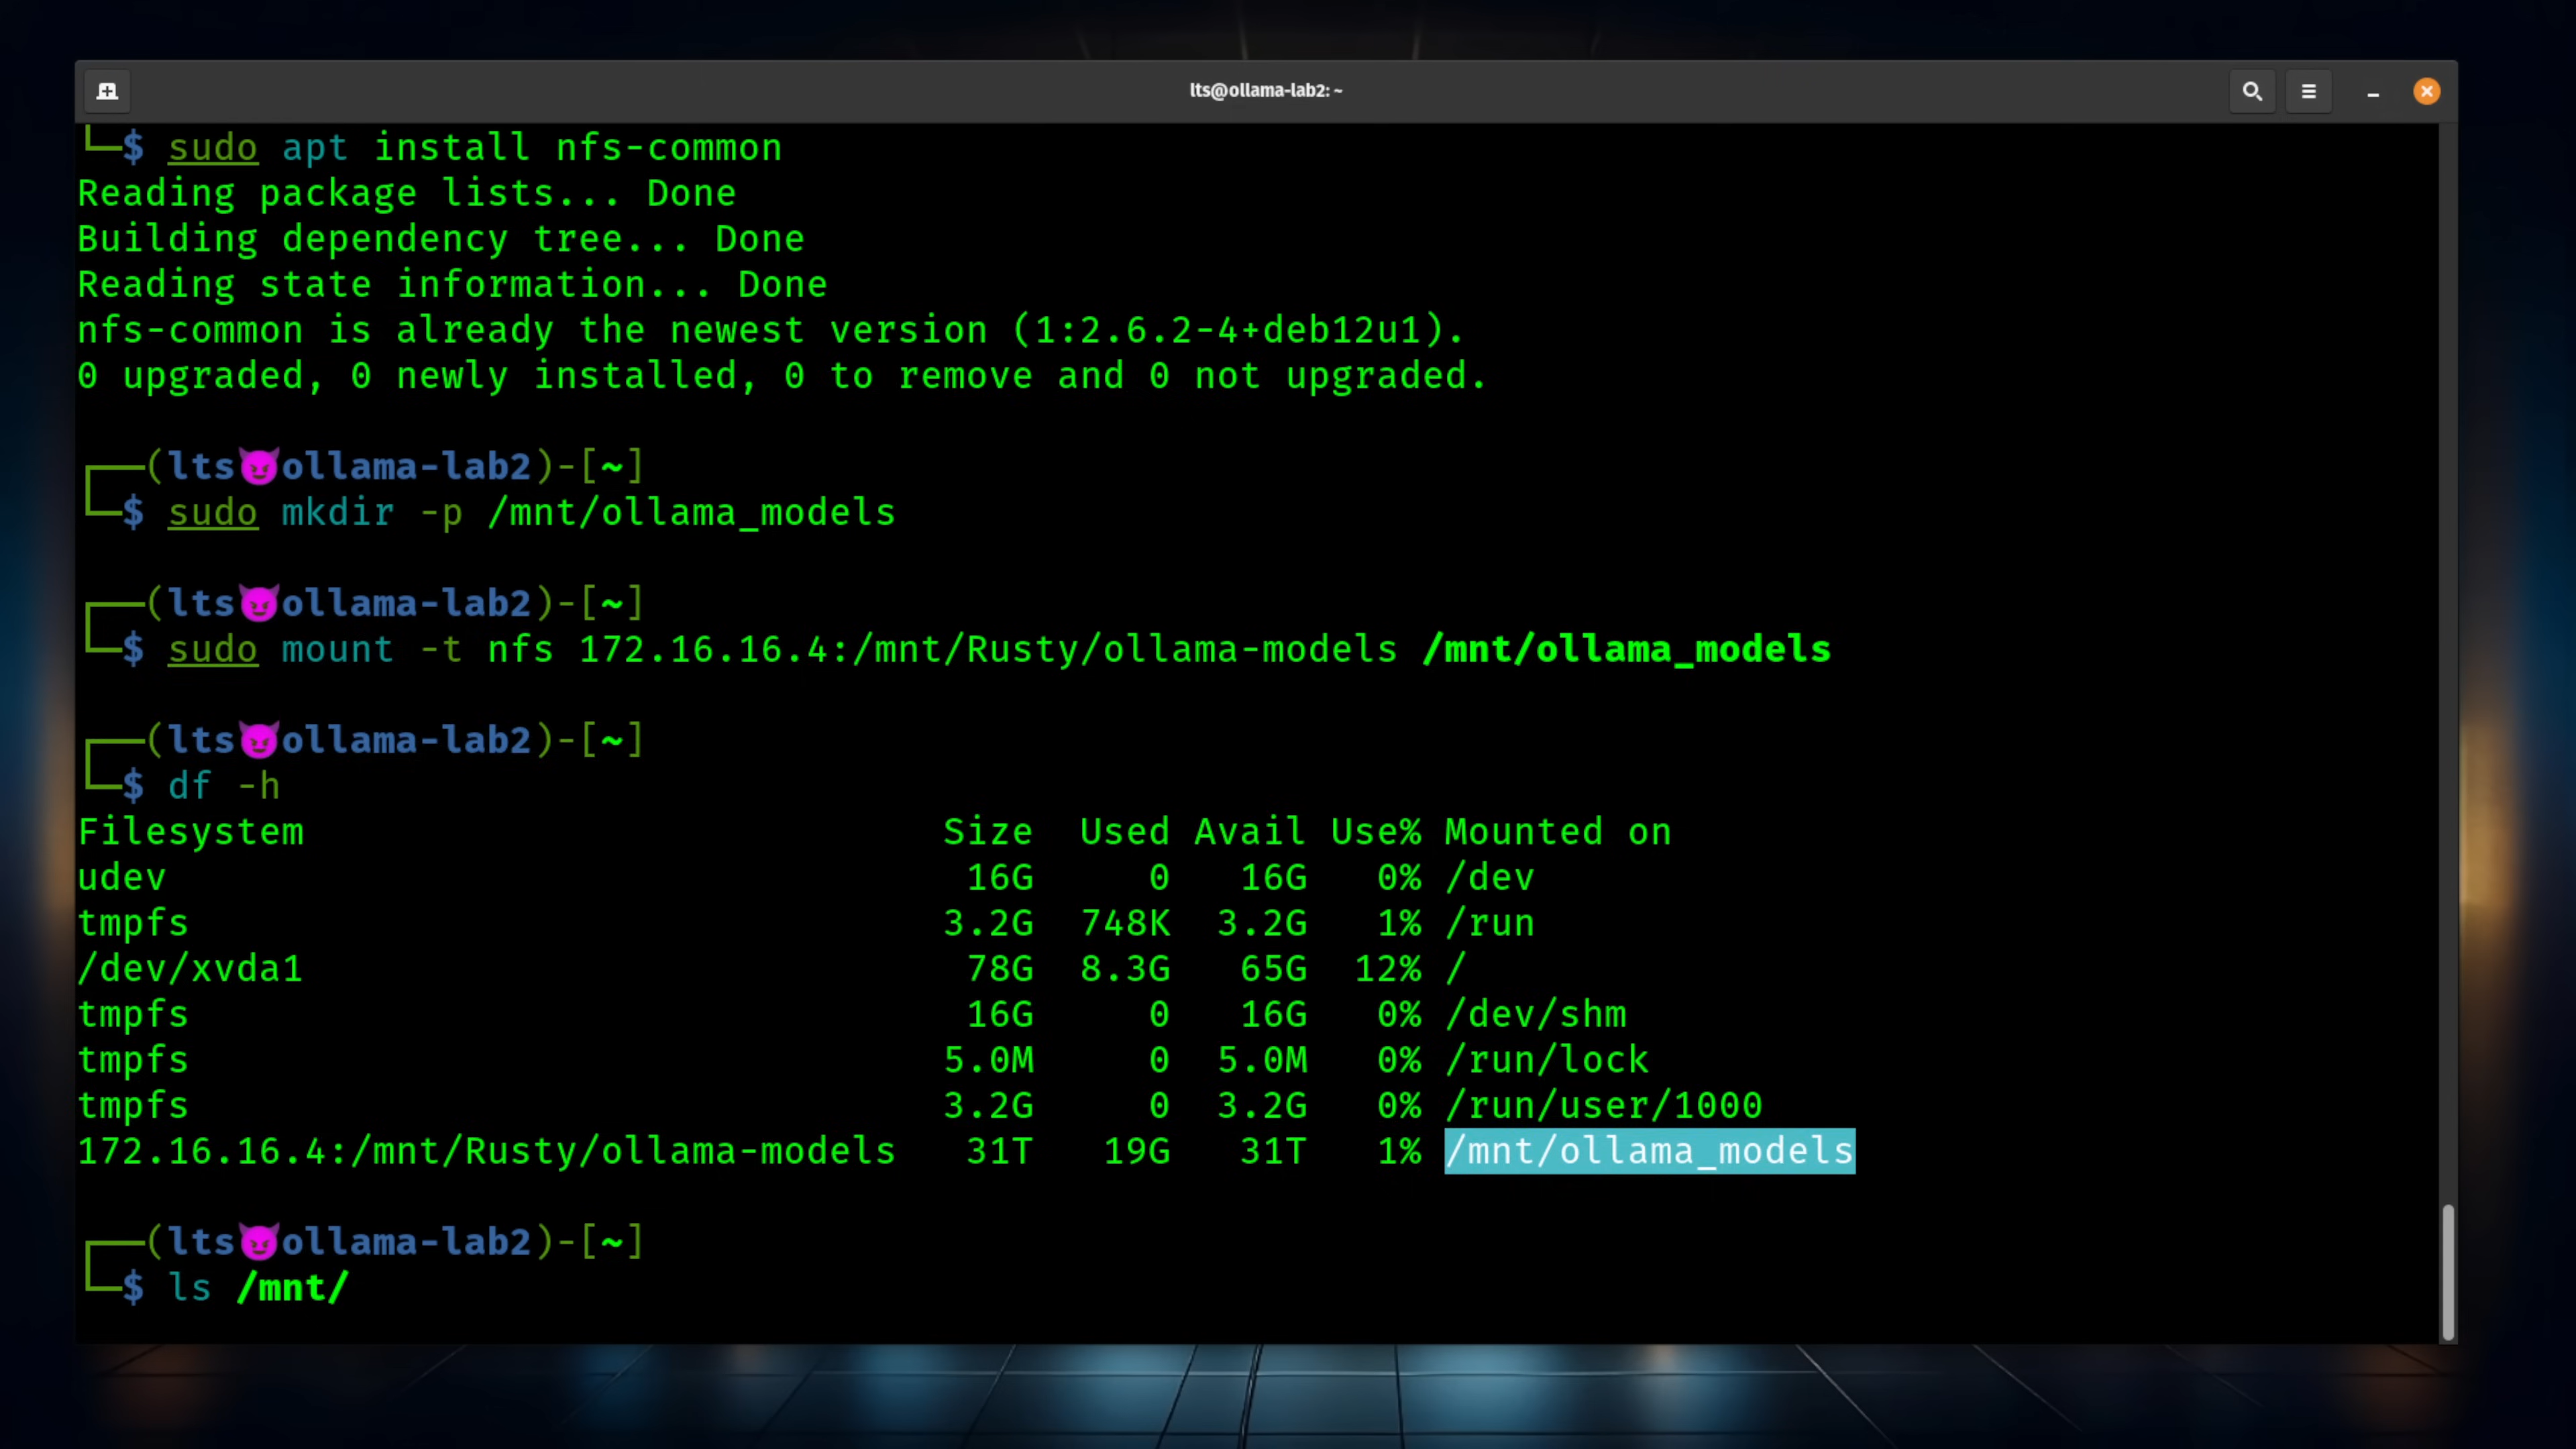 lts@ollama-lab2: ~
└─$ sudo apt install nfs-common
Reading package lists... Done
Building dependency tree... Done
Reading state information... Done
nfs-common is already the newest version (1:2.6.2-4+deb12u1).
0 upgraded, 0 newly installed, 0 to remove and 0 not upgraded.
┌──(lts😈ollama-lab2)-[~]
└─$ sudo mkdir -p /mnt/ollama_models
┌──(lts😈ollama-lab2)-[~]
└─$ sudo mount -t nfs 172.16.16.4:/mnt/Rusty/ollama-models /mnt/ollama_models
┌──(lts😈ollama-lab2)-[~]
└─$ df -h
Filesystem Size Used Avail Use% Mounted on
udev 16G 0 16G 0% /dev
tmpfs 3.2G 748K 3.2G 1% /run
/dev/xvda1 78G 8.3G 65G 12% /
tmpfs 16G 0 16G 0% /dev/shm
tmpfs 5.0M 0 5.0M 0% /run/lock
tmpfs 3.2G 0 3.2G 0% /run/user/1000
172.16.16.4:/mnt/Rusty/ollama-models 31T 19G 31T 1% /mnt/ollama_models
┌──(lts😈ollama-lab2)-[~]
└─$ ls /mnt/